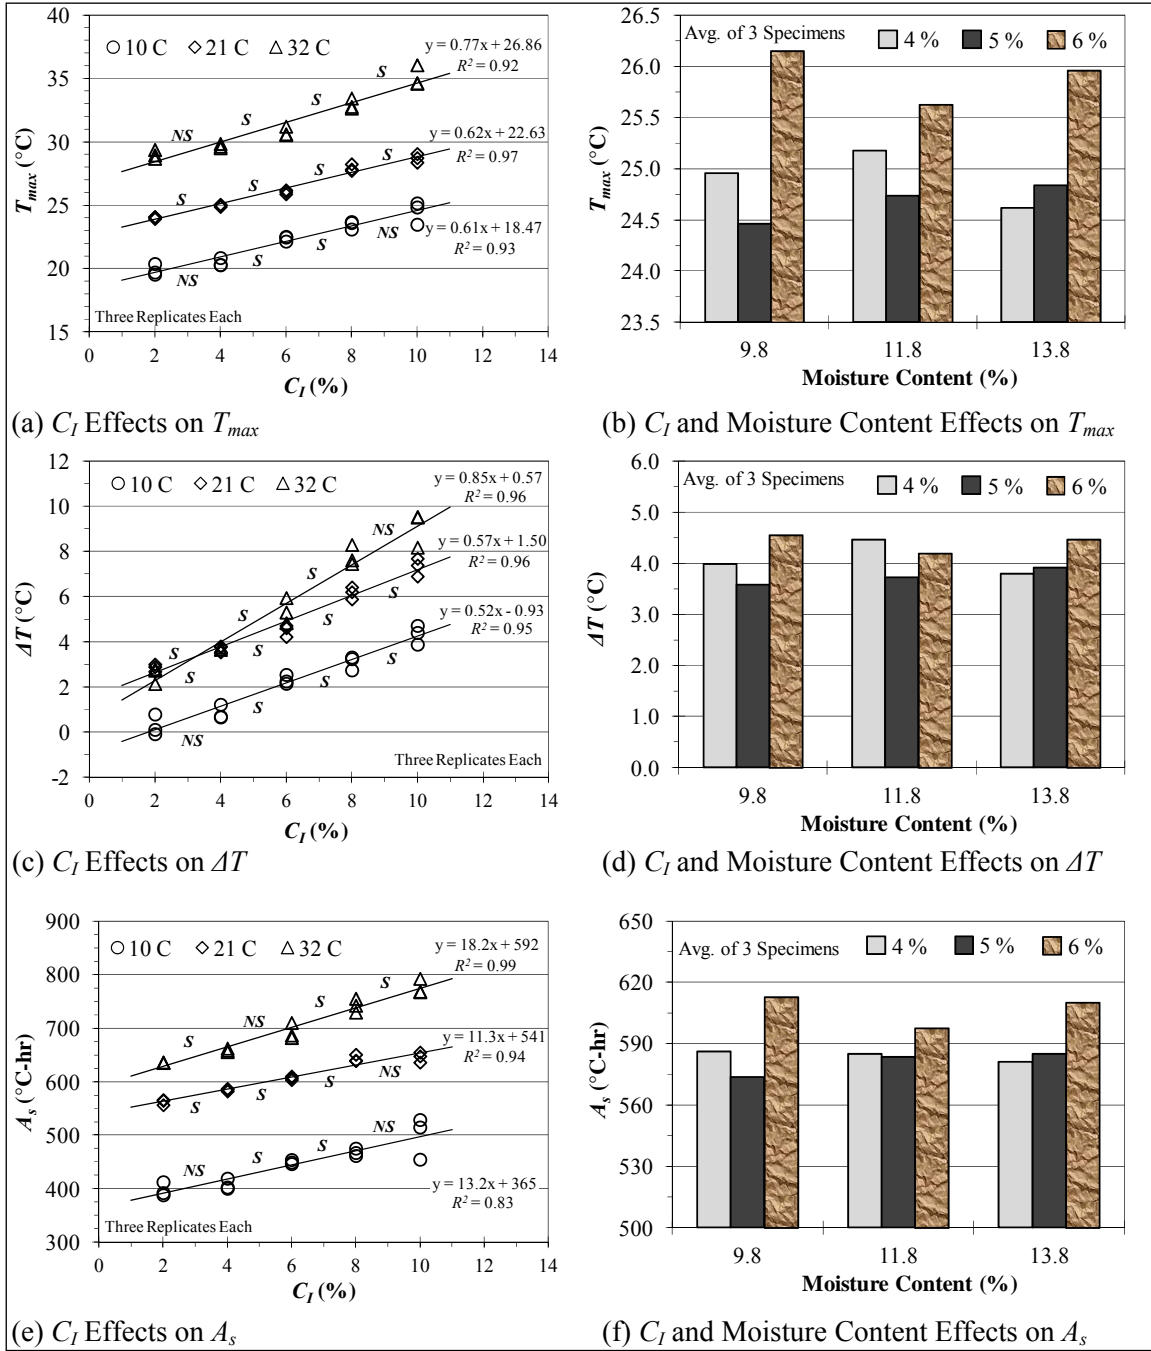 40
35
30
25
20
15
T_max (°C)
10 C 21 C 32 C
y = 0.77x + 26.86
R² = 0.92
y = 0.62x + 22.63
R² = 0.97
y = 0.61x + 18.47
R² = 0.93
NS S S S
S S S S
NS S S NS
Three Replicates Each
0 2 4 6 8 10 12 14
C_I (%)
(a) C_I Effects on T_max
26.5
26.0
25.5
25.0
24.5
24.0
23.5
T_max (°C)
Avg. of 3 Specimens 4 % 5 % 6 %
9.8 11.8 13.8
Moisture Content (%)
(b) C_I and Moisture Content Effects on T_max
12
10
8
6
4
2
0
-2
ΔT (°C)
10 C 21 C 32 C
y = 0.85x + 0.57
R² = 0.96
y = 0.57x + 1.50
R² = 0.96
y = 0.52x - 0.93
R² = 0.95
S S S NS
S S S S
NS S S S
Three Replicates Each
0 2 4 6 8 10 12 14
C_I (%)
(c) C_I Effects on ΔT
6.0
5.0
4.0
3.0
2.0
1.0
0.0
ΔT (°C)
Avg. of 3 Specimens 4 % 5 % 6 %
9.8 11.8 13.8
Moisture Content (%)
(d) C_I and Moisture Content Effects on ΔT
900
800
700
600
500
400
300
A_s (°C-hr)
10 C 21 C 32 C
y = 18.2x + 592
R² = 0.99
y = 11.3x + 541
R² = 0.94
y = 13.2x + 365
R² = 0.83
S NS S S
S S S NS
NS S S NS
Three Replicates Each
0 2 4 6 8 10 12 14
C_I (%)
(e) C_I Effects on A_s
650
620
590
560
530
500
A_s (°C-hr)
Avg. of 3 Specimens 4 % 5 % 6 %
9.8 11.8 13.8
Moisture Content (%)
(f) C_I and Moisture Content Effects on A_s